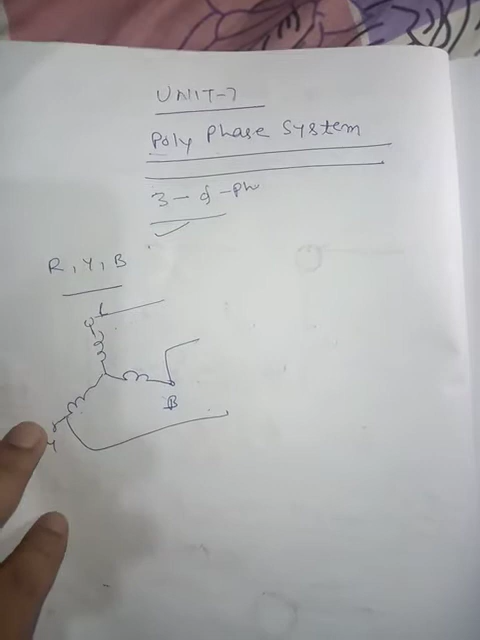 UNIT-7
Poly Phase System
3-ϕ-Ph
R, Y, B
B
Y